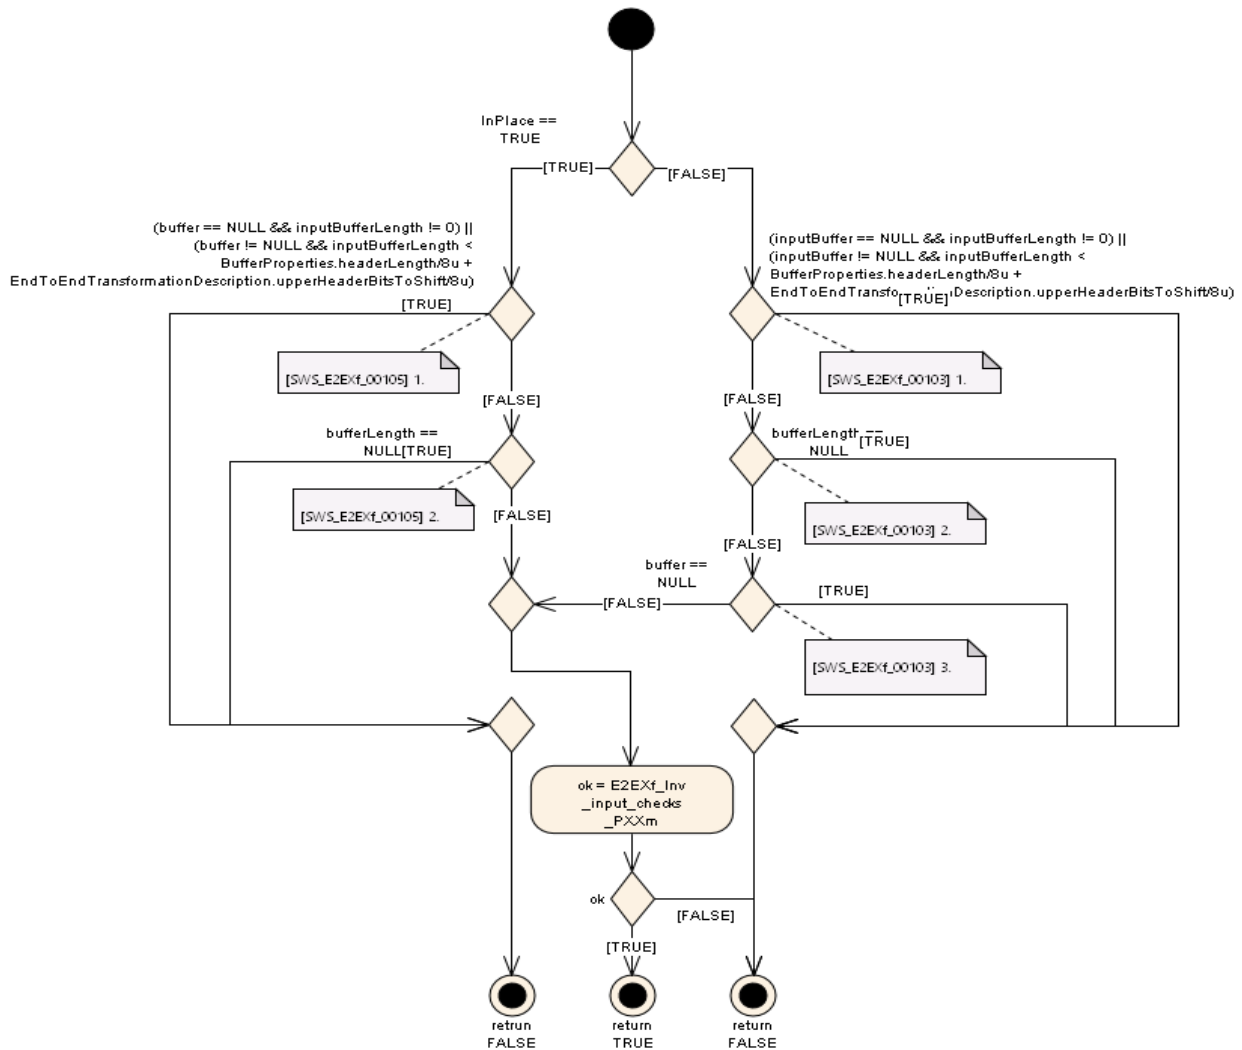 InPlace ==
TRUE
[TRUE]
[FALSE]
(buffer == NULL && inputBufferLength != 0) ||
(buffer != NULL && inputBufferLength <
BufferProperties.headerLength/8u +
EndToEndTransformationDescription.upperHeaderBitsToShift/8u)
[TRUE]
(inputBuffer == NULL && inputBufferLength != 0) ||
(inputBuffer != NULL && inputBufferLength <
BufferProperties.headerLength/8u +
Description.upperHeaderBitsToShift/8u)
[TRUE]
[SWS_E2EXf_00105] 1.
[SWS_E2EXf_00103] 1.
[FALSE]
[FALSE]
bufferLength ==
NULL[TRUE]
bufferLength ==
NULL
[TRUE]
[SWS_E2EXf_00105] 2.
[SWS_E2EXf_00103] 2.
[FALSE]
[FALSE]
buffer ==
NULL
[TRUE]
[FALSE]
[SWS_E2EXf_00103] 3.
ok = E2EXf_Inv
_input_checks
_PXXm
ok
[FALSE]
[TRUE]
retrun
FALSE
return
TRUE
return
FALSE